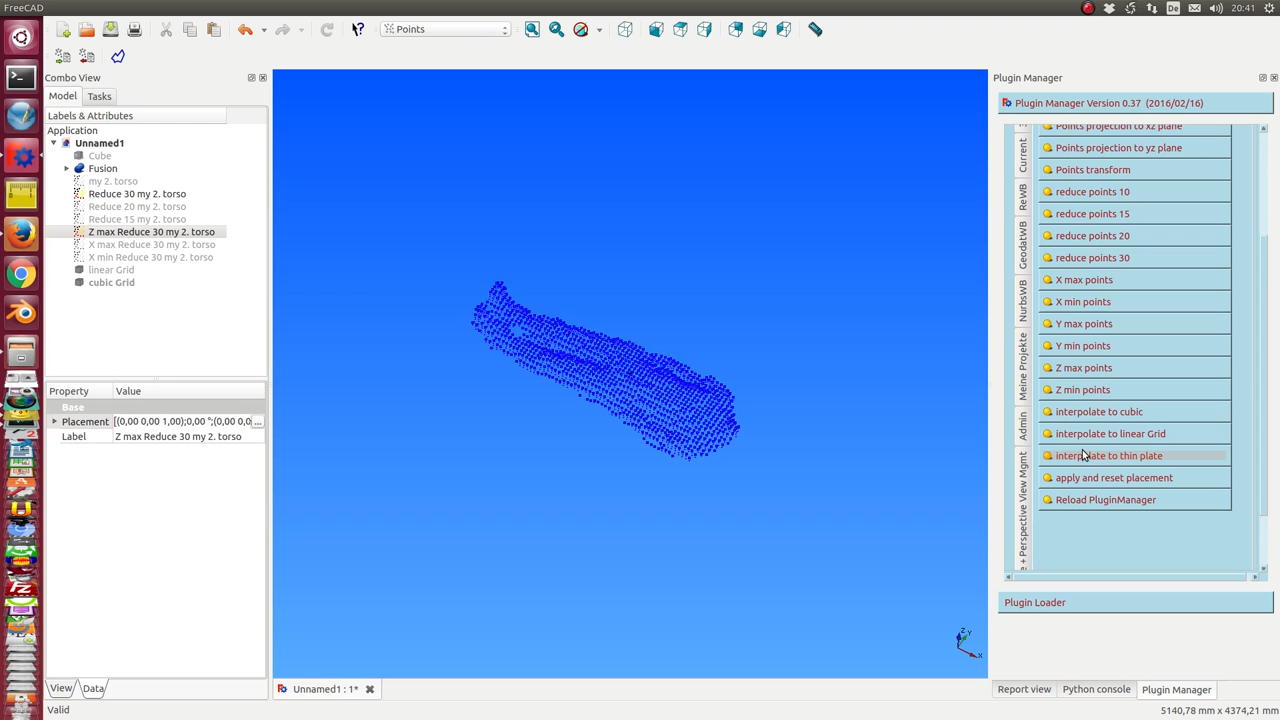 FreeCAD
De
20:41
Points
Combo View
Model
Tasks
Labels & Attributes
Application
Unnamed1
Cube
Fusion
my 2. torso
Reduce 30 my 2. torso
Reduce 20 my 2. torso
Reduce 15 my 2. torso
Z max Reduce 30 my 2. torso
X max Reduce 30 my 2. torso
X min Reduce 30 my 2. torso
linear Grid
cubic Grid
Property
Value
Base
Placement
[(0,00 0,00 1,00);0,00 °;(0,00 0,0
...
Label
Z max Reduce 30 my 2. torso
View
Data
Valid
Z
Y
X
Unnamed1 : 1*
Plugin Manager
Plugin Manager Version 0.37 (2016/02/16)
Current
ReWB
GeodatWB
NurbsWB
Meine Projekte
Admin
e + Perspective View Mgmt
Points projection to xz plane
Points projection to yz plane
Points transform
reduce points 10
reduce points 15
reduce points 20
reduce points 30
X max points
X min points
Y max points
Y min points
Z max points
Z min points
interpolate to cubic
interpolate to linear Grid
interpolate to thin plate
apply and reset placement
Reload PluginManager
Plugin Loader
Report view
Python console
Plugin Manager
5140,78 mm x 4374,21 mm